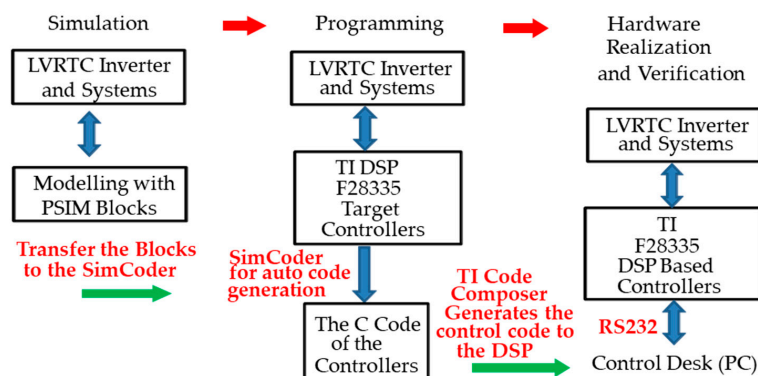 Simulation
Programming
Hardware
Realization
and Verification
LVRTC Inverter
and Systems
Modelling with
PSIM Blocks
Transfer the Blocks
to the SimCoder
LVRTC Inverter
and Systems
TI DSP
F28335
Target
Controllers
SimCoder
for auto code
generation
The C Code
of the
Controllers
TI Code
Composer
Generates the
control code to
the DSP
LVRTC Inverter
and Systems
TI
F28335
DSP Based
Controllers
RS232
Control Desk (PC)